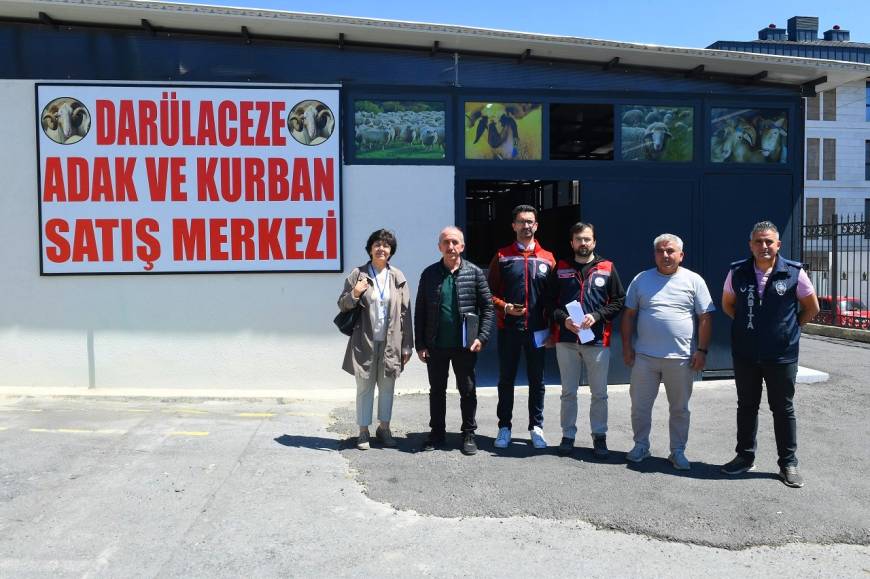 DARÜLACEZE
ADAK VE KURBAN
SATIŞ MERKEZİ
ZABITA